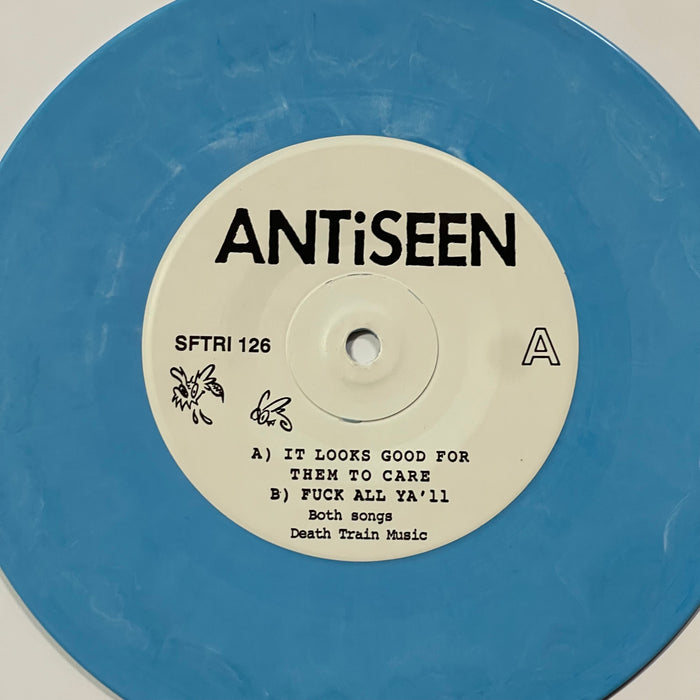 ANTiSEEN
SFTRI 126
A
A) IT LOOKS GOOD FOR
THEM TO CARE
B) FUCK ALL YA'll
Both songs
Death Train Music